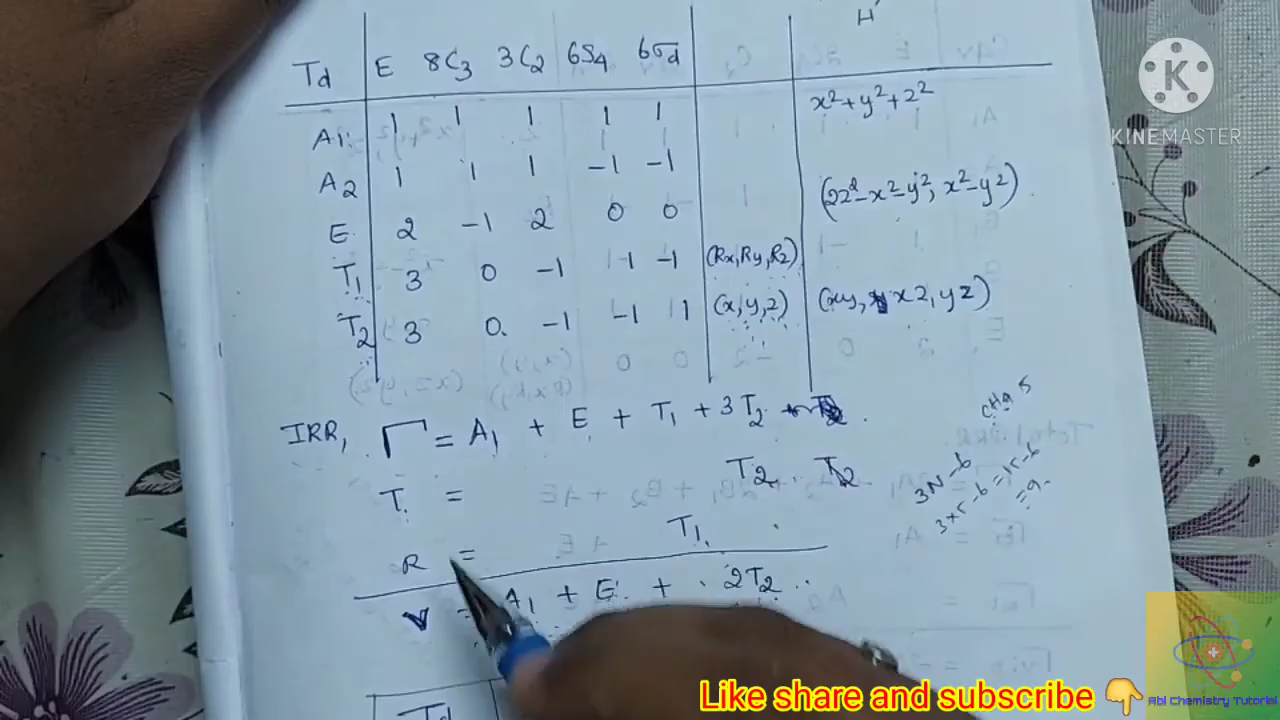 H
Td E 8C3 3C2 6S4 6σd
A1 1 1 1 1 1 x²+y²+z²
A2 1 1 1 -1 -1
E 2 -1 2 0 0 (2z²-x²-y², x²-y²)
T1 3 0 -1 1 -1 (Rx, Ry, Rz)
T2 3 0 -1 -1 1 (x, y, z) (xy, xz, yz)
IRR, Γ = A1 + E + T1 + 3T2
CH4 5
T = T2 T2
3N-6
3×5-6 = 15-6
= 9
R = T1
V = A1 + E + 2T2
Td
K
KINEMASTER
Like share and subscribe
Abi Chemistry Tutorial